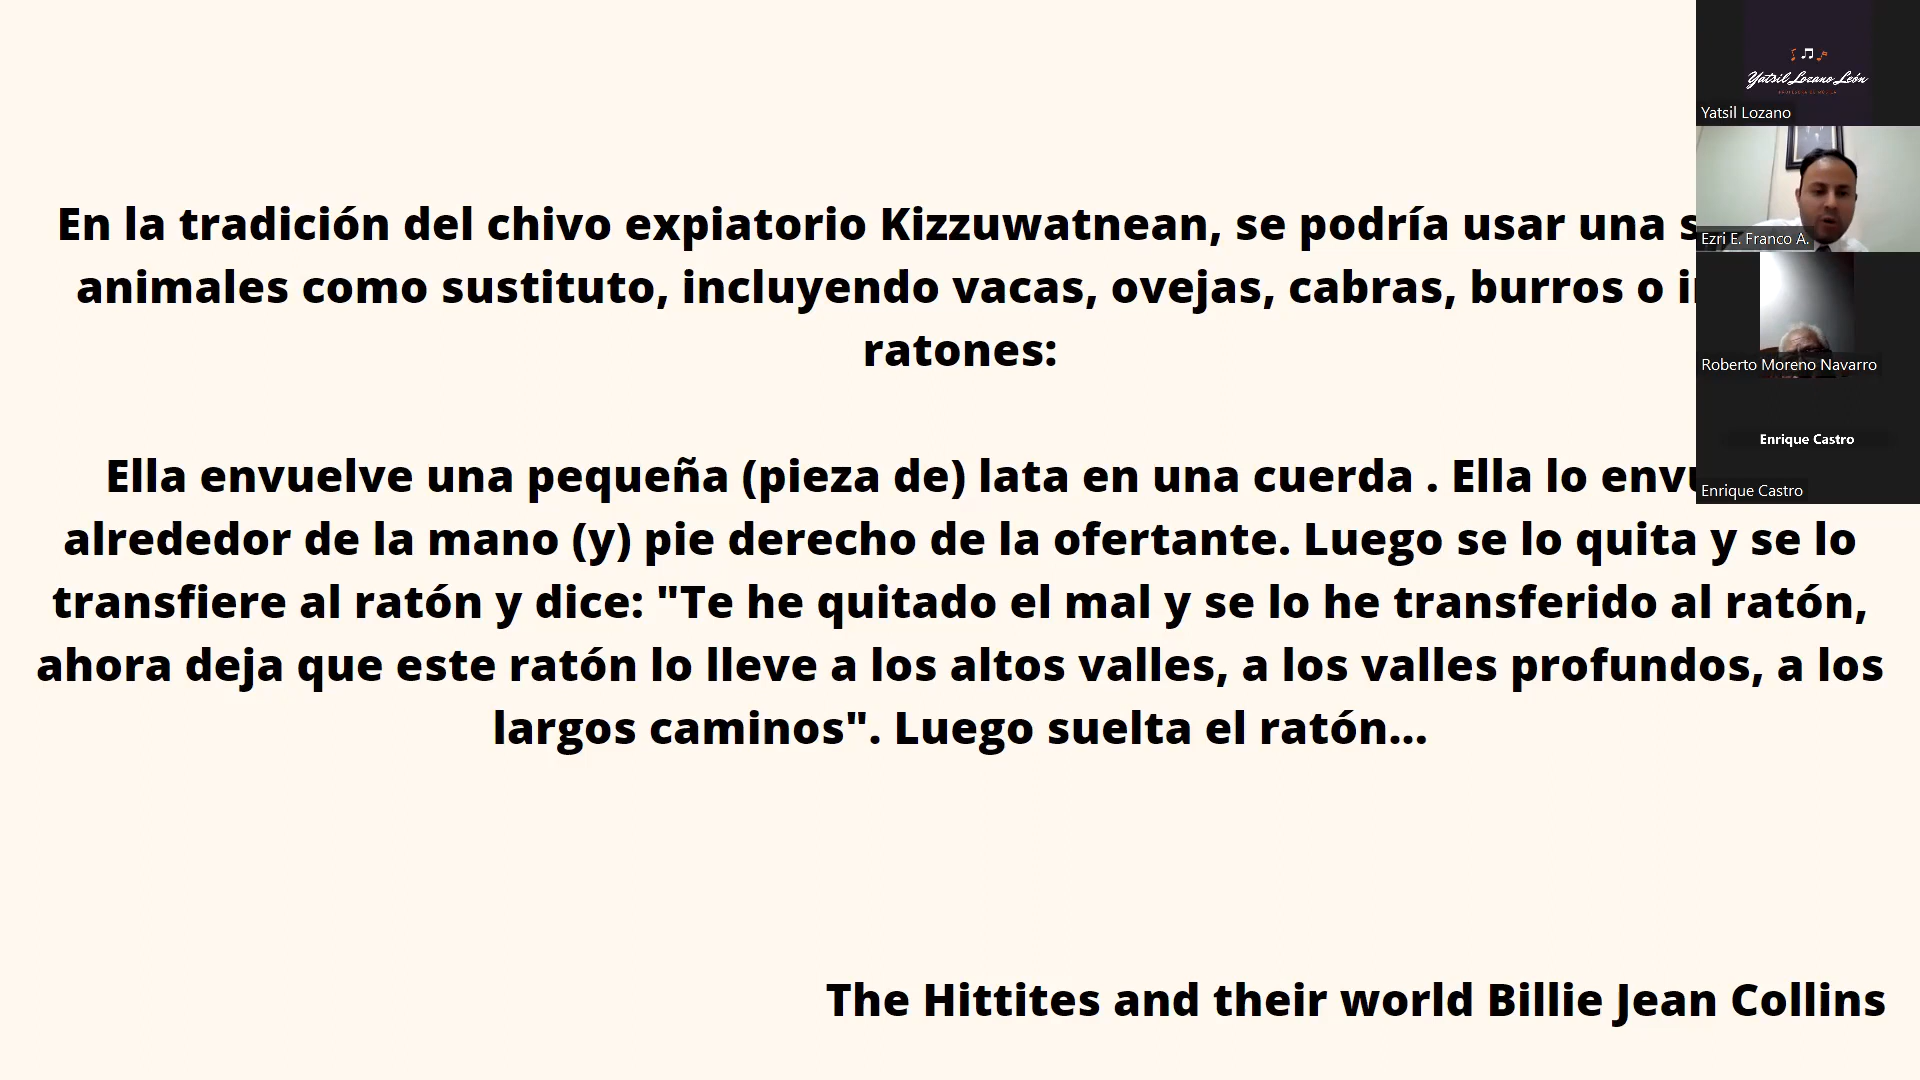 En la tradición del chivo expiatorio Kizzuwatnean, se podría usar una
animales como sustituto, incluyendo vacas, ovejas, cabras, burros o
ratones:
Ella envuelve una pequeña (pieza de) lata en una cuerda . Ella lo
alrededor de la mano (y) pie derecho de la ofertante. Luego se lo quita y se lo
transfiere al ratón y dice: "Te he quitado el mal y se lo he transferido al ratón,
ahora deja que este ratón lo lleve a los altos valles, a los valles profundos, a los
largos caminos". Luego suelta el ratón...
The Hittites and their world Billie Jean Collins
Yatsil Lozano León
Yatsil Lozano
Ezri E. Franco A.
Roberto Moreno Navarro
Enrique Castro
Enrique Castro